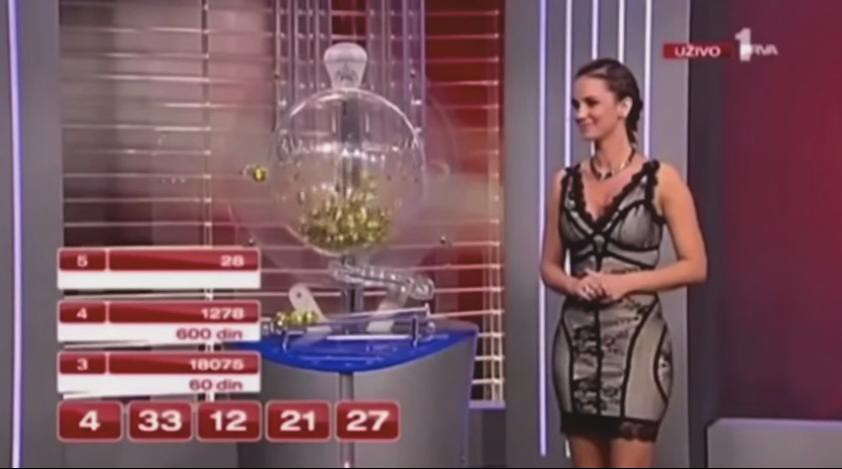 UŽIVO 1 PRVA
5 28
4 1278
600 din
3 18075
60 din
4 33 12 21 27